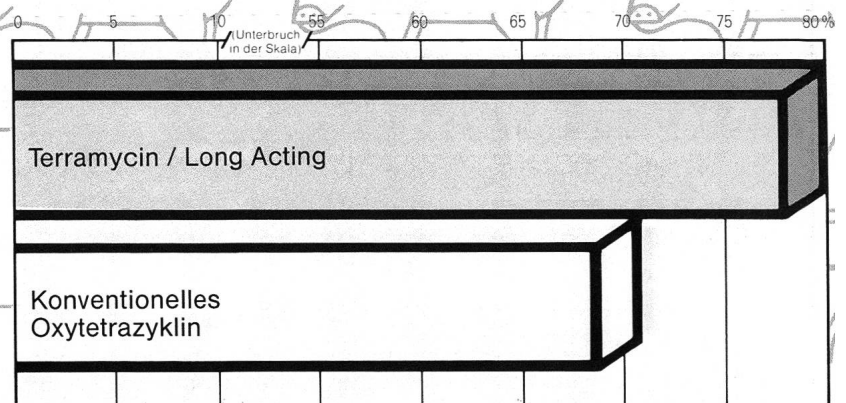 0 5 10 55 60 65 70 75 80%
(Unterbruch
in der Skala)
Terramycin / Long Acting
Konventionelles
Oxytetrazyklin